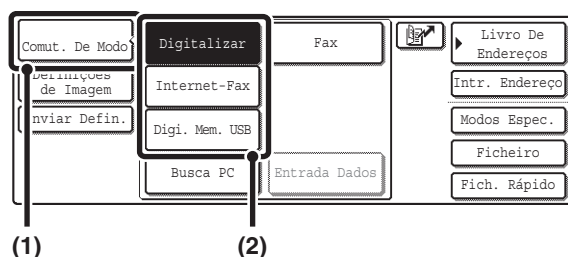 Comut. De Modo
Digitalizar
Fax
Livro De
Endereços
Definições
de Imagem
Internet-Fax
Intr. Endereço
Enviar Defin.
Digi. Mem. USB
Modos Espec.
Ficheiro
Busca PC
Entrada Dados
Fich. Rápido
(1)
(2)